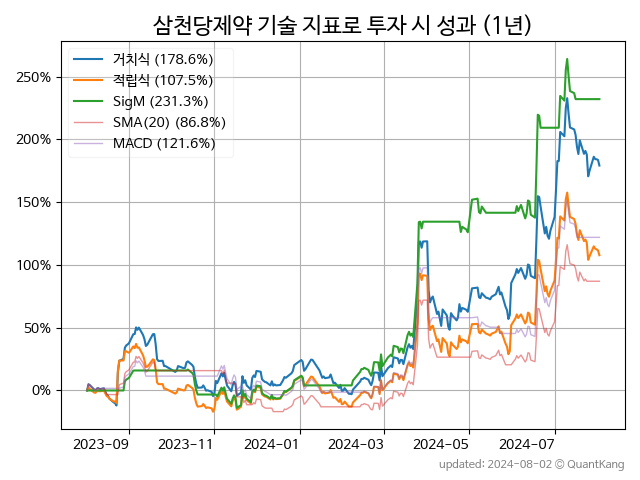 삼천당제약 기술 지표로 투자 시 성과 (1년)
거치식 (178.6%)
적립식 (107.5%)
SigM (231.3%)
SMA(20) (86.8%)
MACD (121.6%)
250%
200%
150%
100%
50%
0%
2023-09 2023-11 2024-01 2024-03 2024-05 2024-07
updated: 2024-08-02 © QuantKang